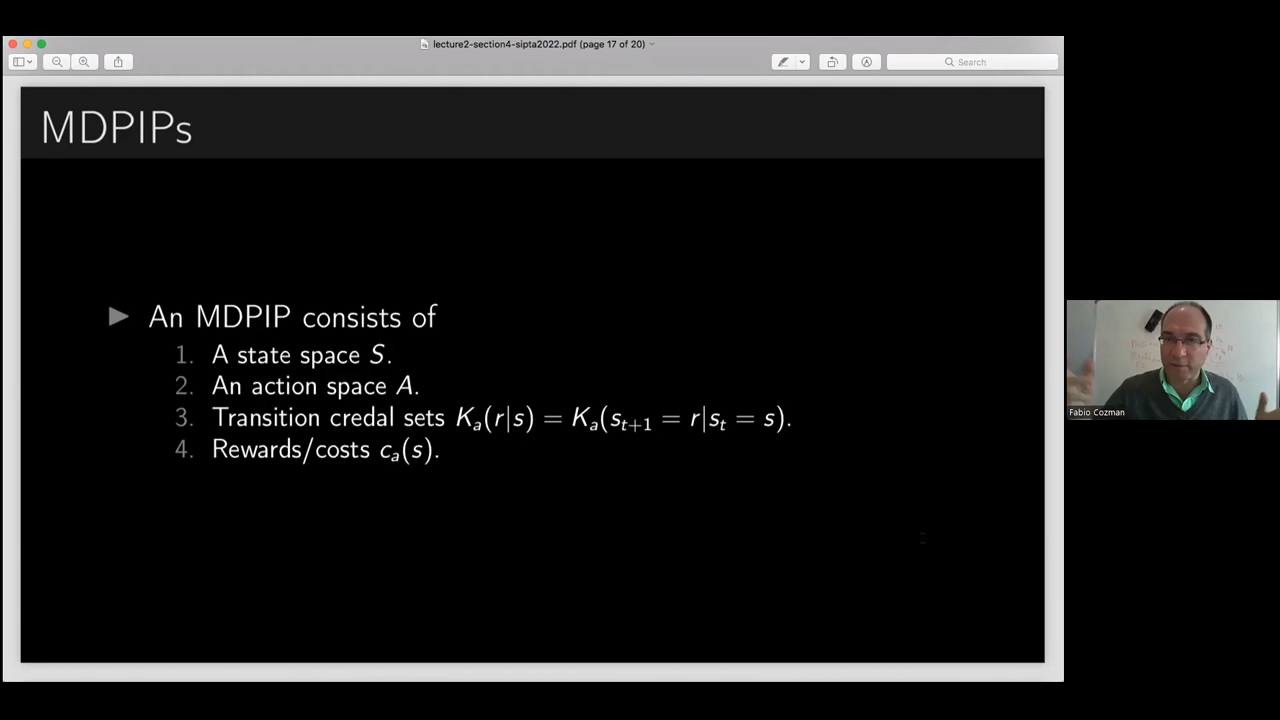 lecture2-section4-sipta2022.pdf (page 17 of 20)
Search
MDPIPs
An MDPIP consists of
1. A state space S.
2. An action space A.
3. Transition credal sets Kₐ(r|s) = Kₐ(sₜ₊₁ = r|sₜ = s).
4. Rewards/costs cₐ(s).
Fabio Cozman